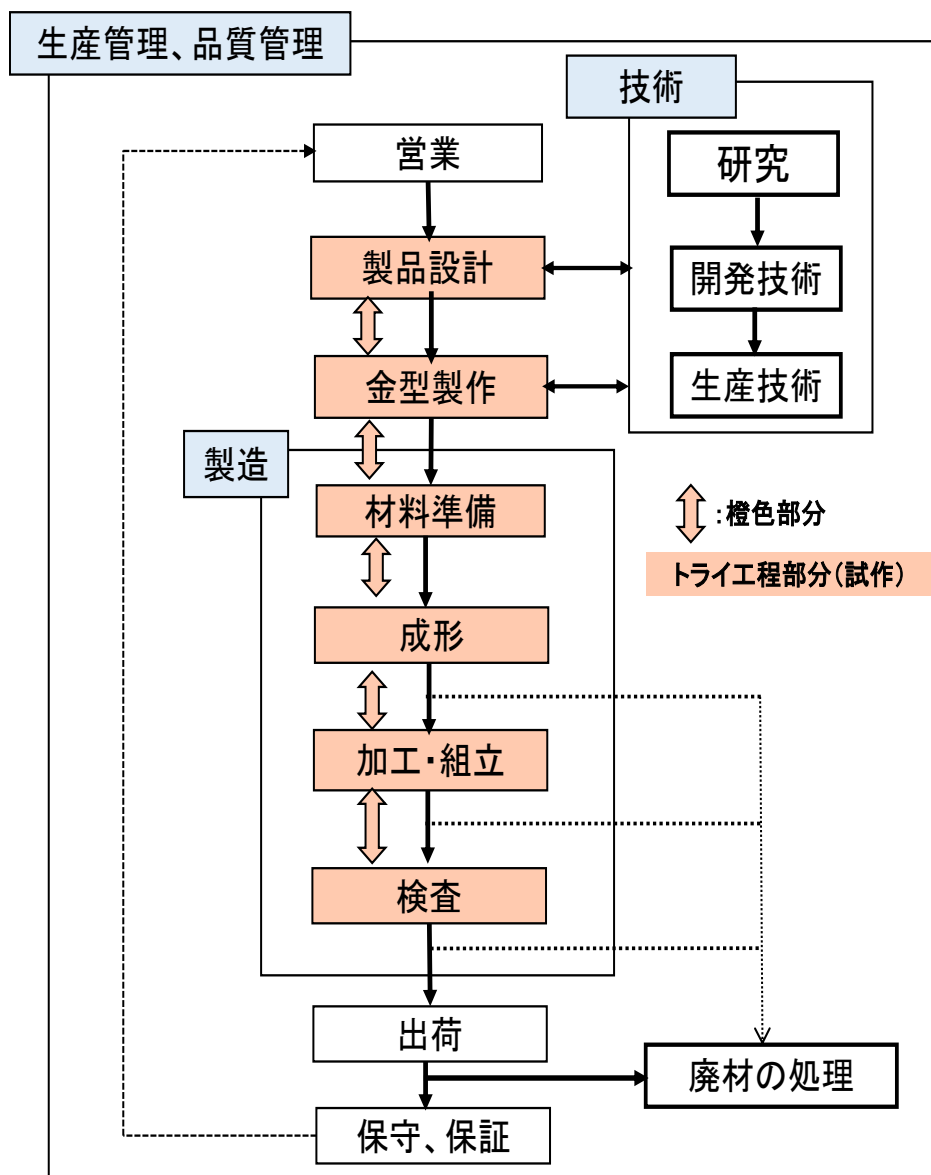 生産管理、品質管理
技術
営業
研究
製品設計
開発技術
金型製作
生産技術
製造
材料準備
:橙色部分
トライ工程部分(試作)
成形
加工・組立
検査
出荷
廃材の処理
保守、保証